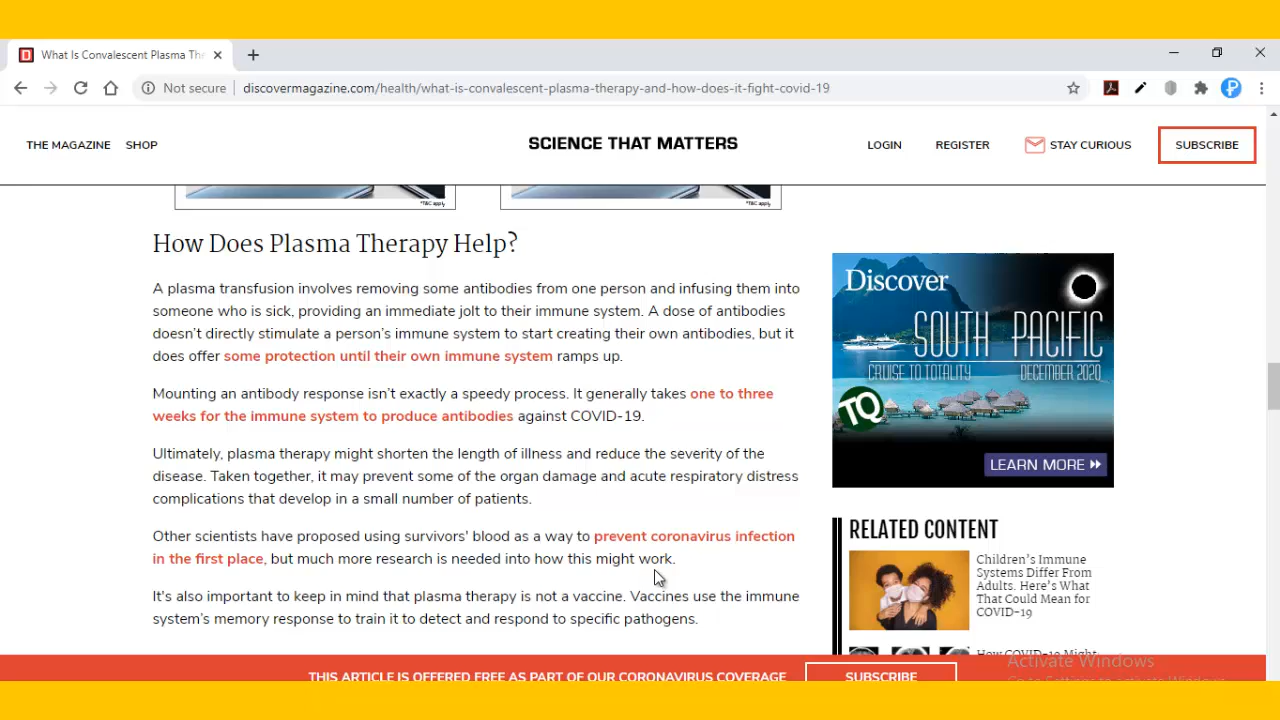 What Is Convalescent Plasma The
Not secure
discovermagazine.com/health/what-is-convalescent-plasma-therapy-and-how-does-it-fight-covid-19
THE MAGAZINE SHOP
SCIENCE THAT MATTERS
LOGIN REGISTER STAY CURIOUS SUBSCRIBE
*T&C apply
*T&C apply
How Does Plasma Therapy Help?
A plasma transfusion involves removing some antibodies from one person and infusing them into
someone who is sick, providing an immediate jolt to their immune system. A dose of antibodies
doesn't directly stimulate a person's immune system to start creating their own antibodies, but it
does offer some protection until their own immune system ramps up.
Mounting an antibody response isn't exactly a speedy process. It generally takes one to three
weeks for the immune system to produce antibodies against COVID-19.
Ultimately, plasma therapy might shorten the length of illness and reduce the severity of the
disease. Taken together, it may prevent some of the organ damage and acute respiratory distress
complications that develop in a small number of patients.
Other scientists have proposed using survivors' blood as a way to prevent coronavirus infection
in the first place, but much more research is needed into how this might work.
It's also important to keep in mind that plasma therapy is not a vaccine. Vaccines use the immune
system's memory response to train it to detect and respond to specific pathogens.
Discover
SOUTH PACIFIC
CRUISE TO TOTALITY DECEMBER 2020
TQ
LEARN MORE
RELATED CONTENT
Children's Immune
Systems Differ From
Adults. Here's What
That Could Mean for
COVID-19
How COVID-19 Might
Activate Windows
Go to Settings to activate Windows.
THIS ARTICLE IS OFFERED FREE AS PART OF OUR CORONAVIRUS COVERAGE
SUBSCRIBE